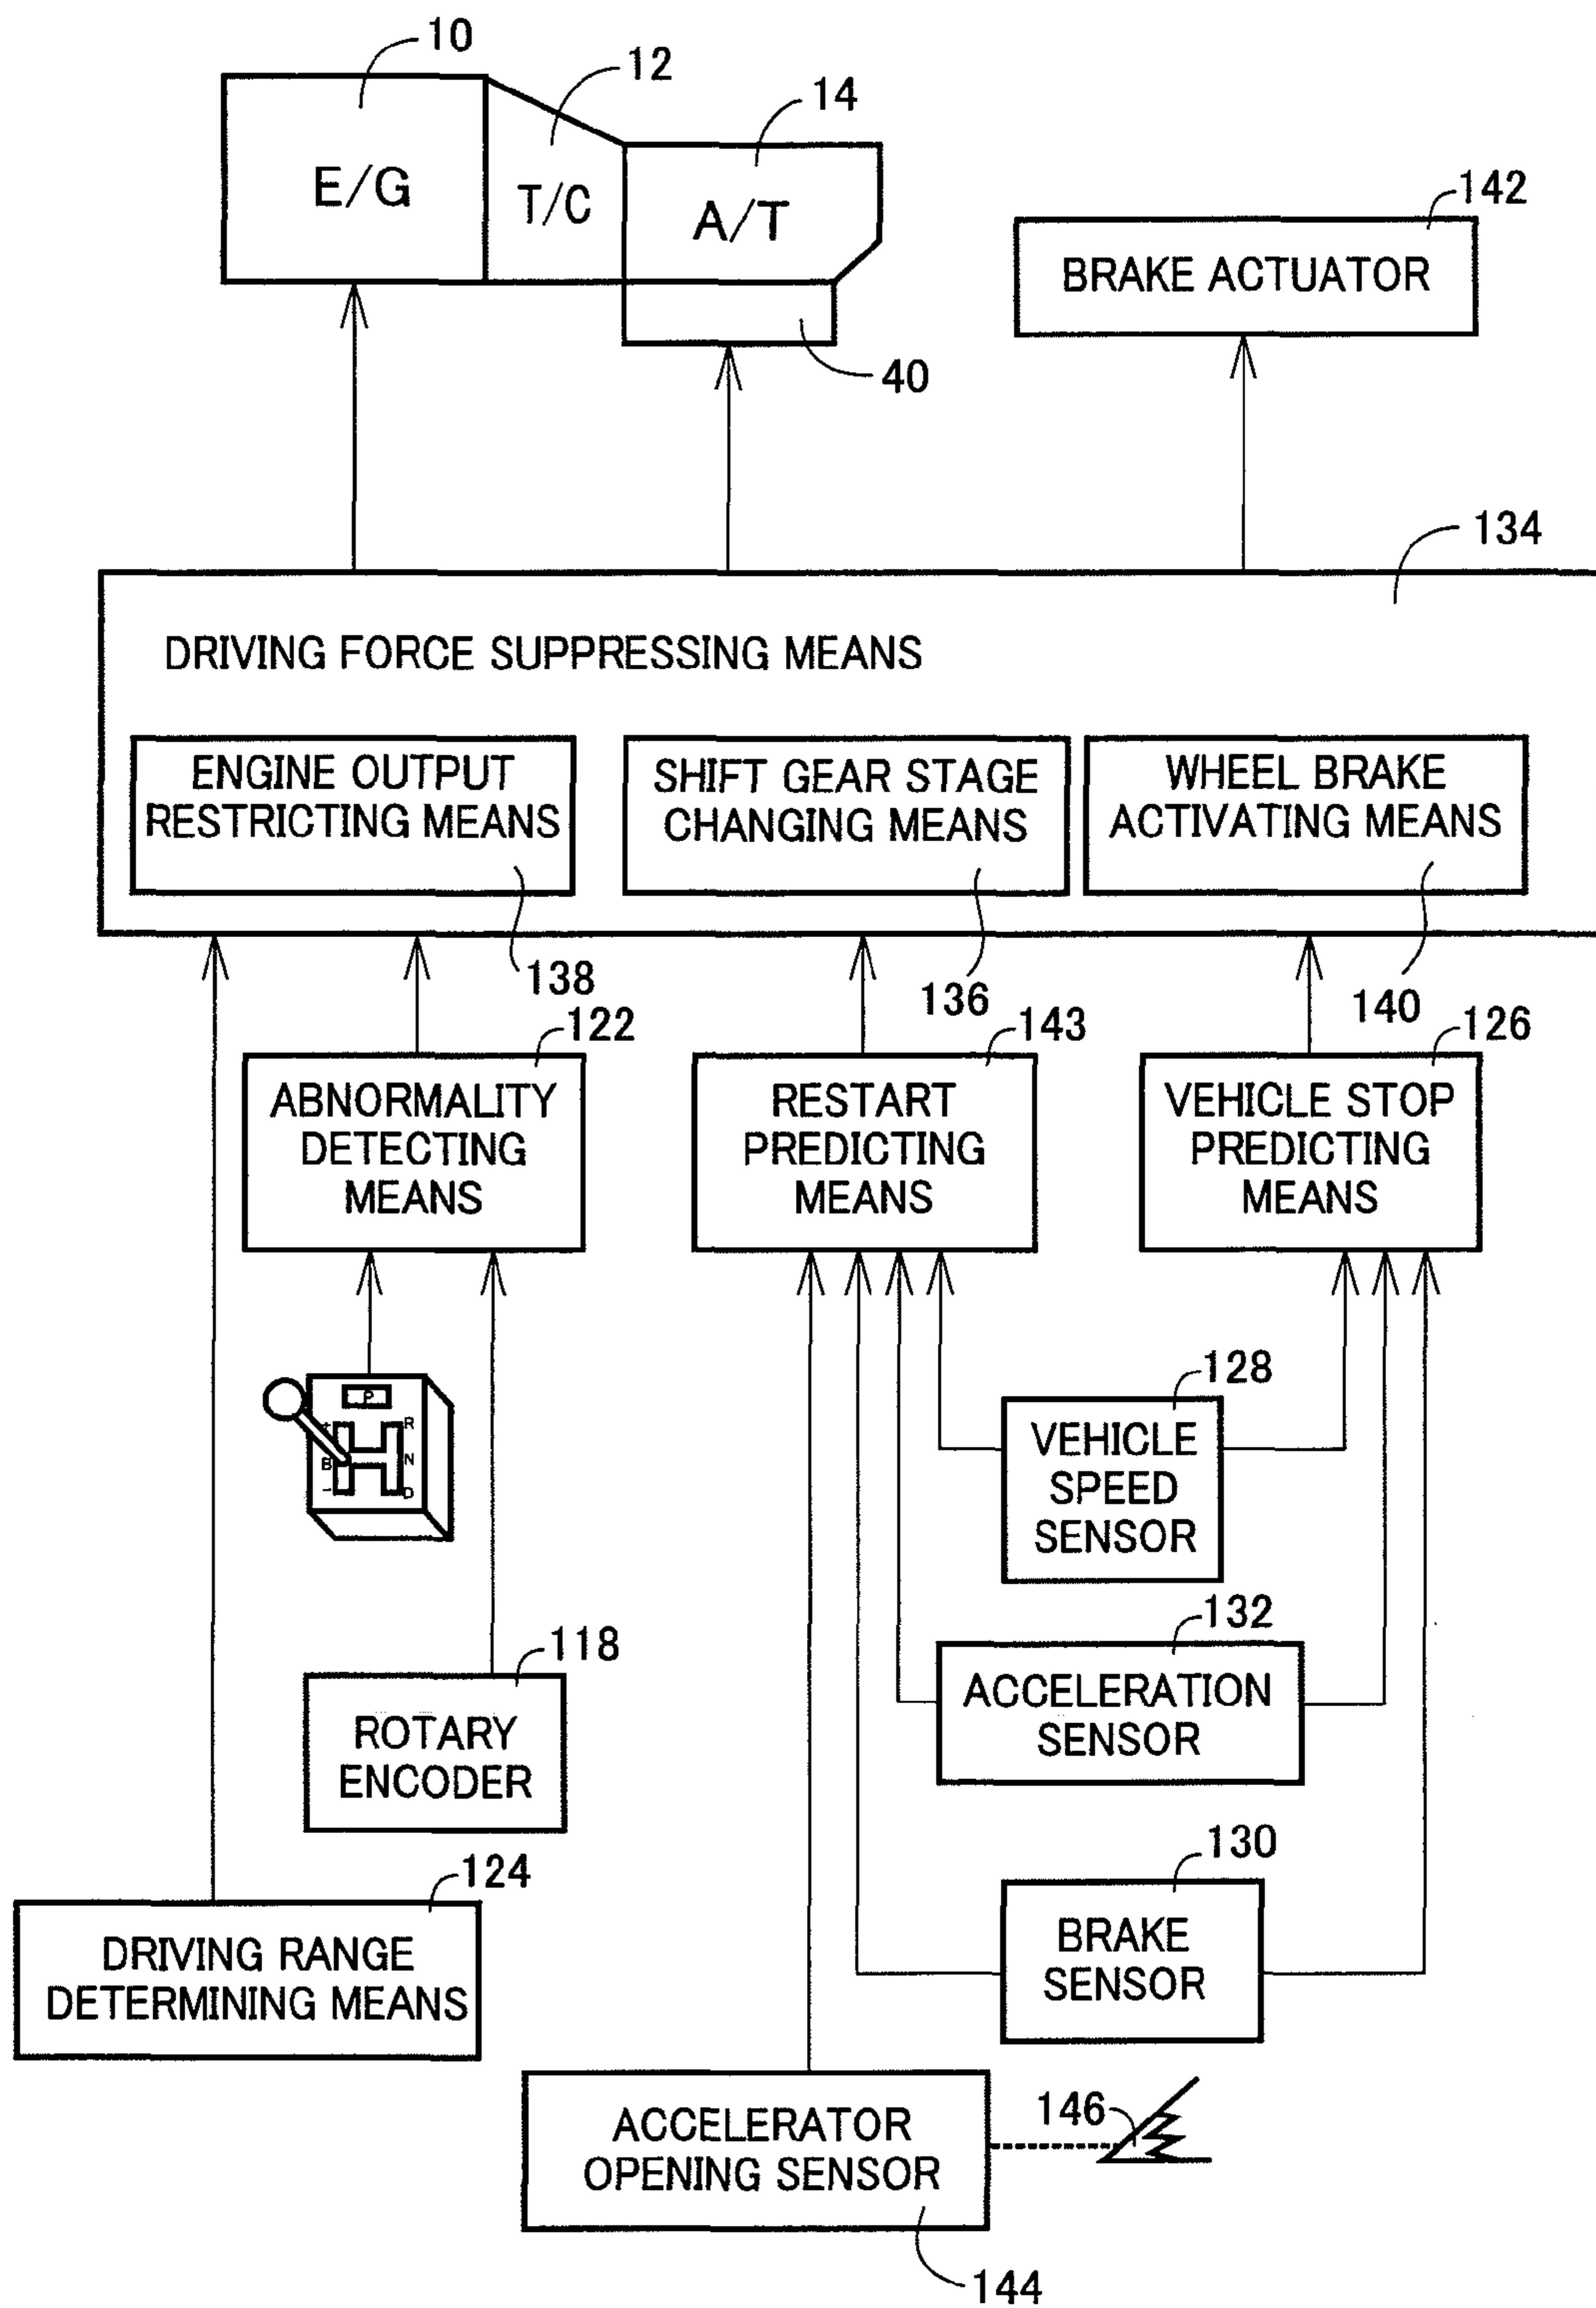 10
12
14
E/G
T/C
A/T
142
BRAKE ACTUATOR
40
134
DRIVING FORCE SUPPRESSING MEANS
ENGINE OUTPUT
RESTRICTING MEANS
SHIFT GEAR STAGE
CHANGING MEANS
WHEEL BRAKE
ACTIVATING MEANS
138
136
140
122
143
126
ABNORMALITY
DETECTING
MEANS
RESTART
PREDICTING
MEANS
VEHICLE STOP
PREDICTING
MEANS
P
+
R
B
N
−
D
128
VEHICLE
SPEED
SENSOR
118
ROTARY
ENCODER
132
ACCELERATION
SENSOR
124
DRIVING RANGE
DETERMINING MEANS
130
BRAKE
SENSOR
ACCELERATOR
OPENING SENSOR
146
144